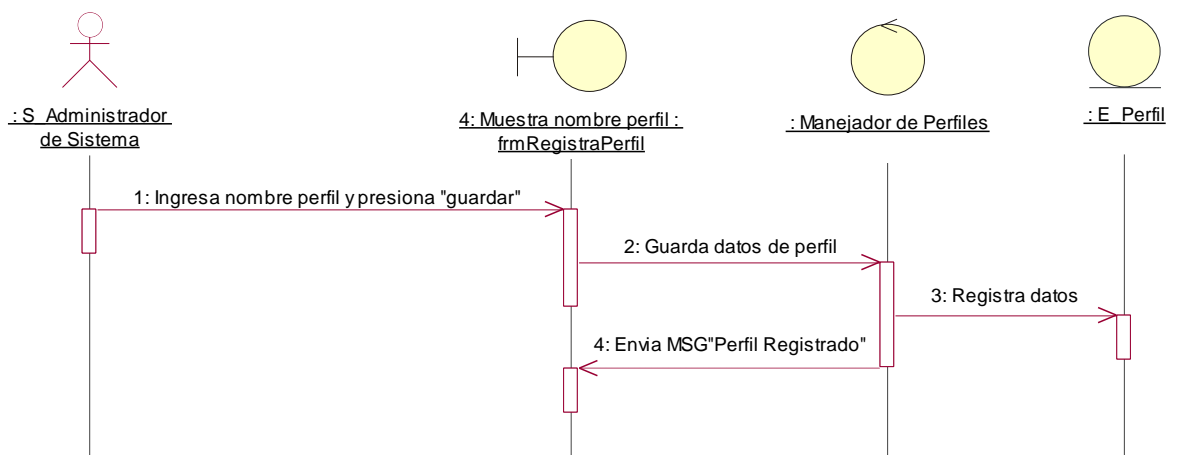 : S_Administrador
de Sistema
4: Muestra nombre perfil :
frmRegistraPerfil
: Manejador de Perfiles
: E_Perfil
1: Ingresa nombre perfil y presiona "guardar"
2: Guarda datos de perfil
3: Registra datos
4: Envia MSG"Perfil Registrado"